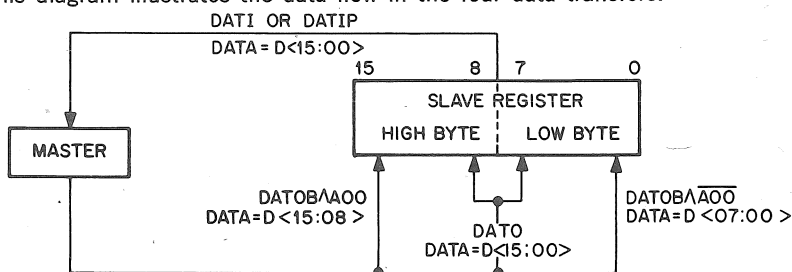 This diagram illustrates the data flow in the four data transfers.
DATI OR DATIP
DATA = D<15:00>
15 8 7 0
SLAVE REGISTER
HIGH BYTE LOW BYTE
MASTER
DATOB∧A00
DATA=D<15:08>
DATO
DATA=D<15:00>
DATOB∧A̅0̅0̅
DATA=D<07:00>